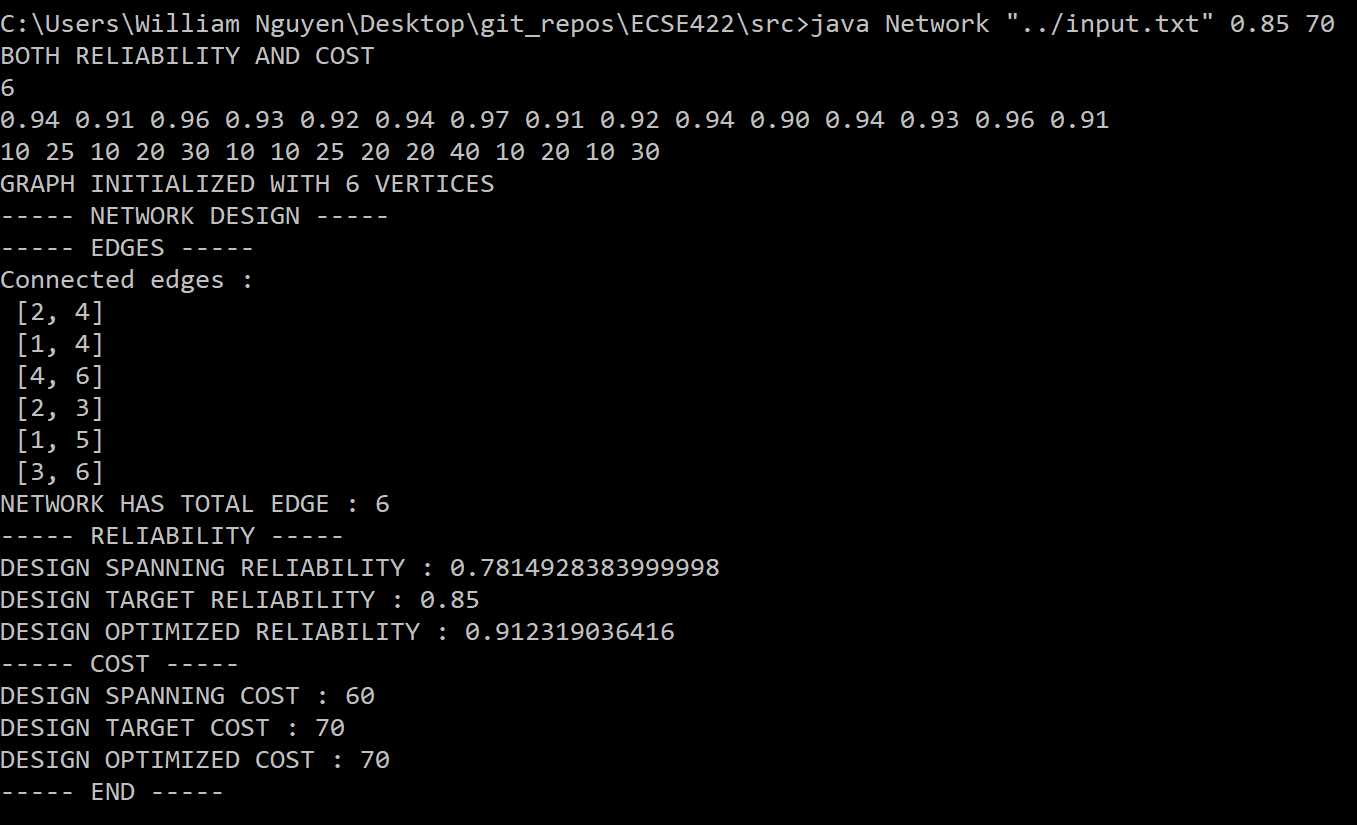 C:\Users\William Nguyen\Desktop\git_repos\ECSE422\src>java Network "../input.txt" 0.85 70
BOTH RELIABILITY AND COST
6
0.94 0.91 0.96 0.93 0.92 0.94 0.97 0.91 0.92 0.94 0.90 0.94 0.93 0.96 0.91
10 25 10 20 30 10 10 25 20 20 40 10 20 10 30
GRAPH INITIALIZED WITH 6 VERTICES
----- NETWORK DESIGN -----
----- EDGES -----
Connected edges :
 [2, 4]
 [1, 4]
 [4, 6]
 [2, 3]
 [1, 5]
 [3, 6]
NETWORK HAS TOTAL EDGE : 6
----- RELIABILITY -----
DESIGN SPANNING RELIABILITY : 0.7814928383999998
DESIGN TARGET RELIABILITY : 0.85
DESIGN OPTIMIZED RELIABILITY : 0.912319036416
----- COST -----
DESIGN SPANNING COST : 60
DESIGN TARGET COST : 70
DESIGN OPTIMIZED COST : 70
----- END -----